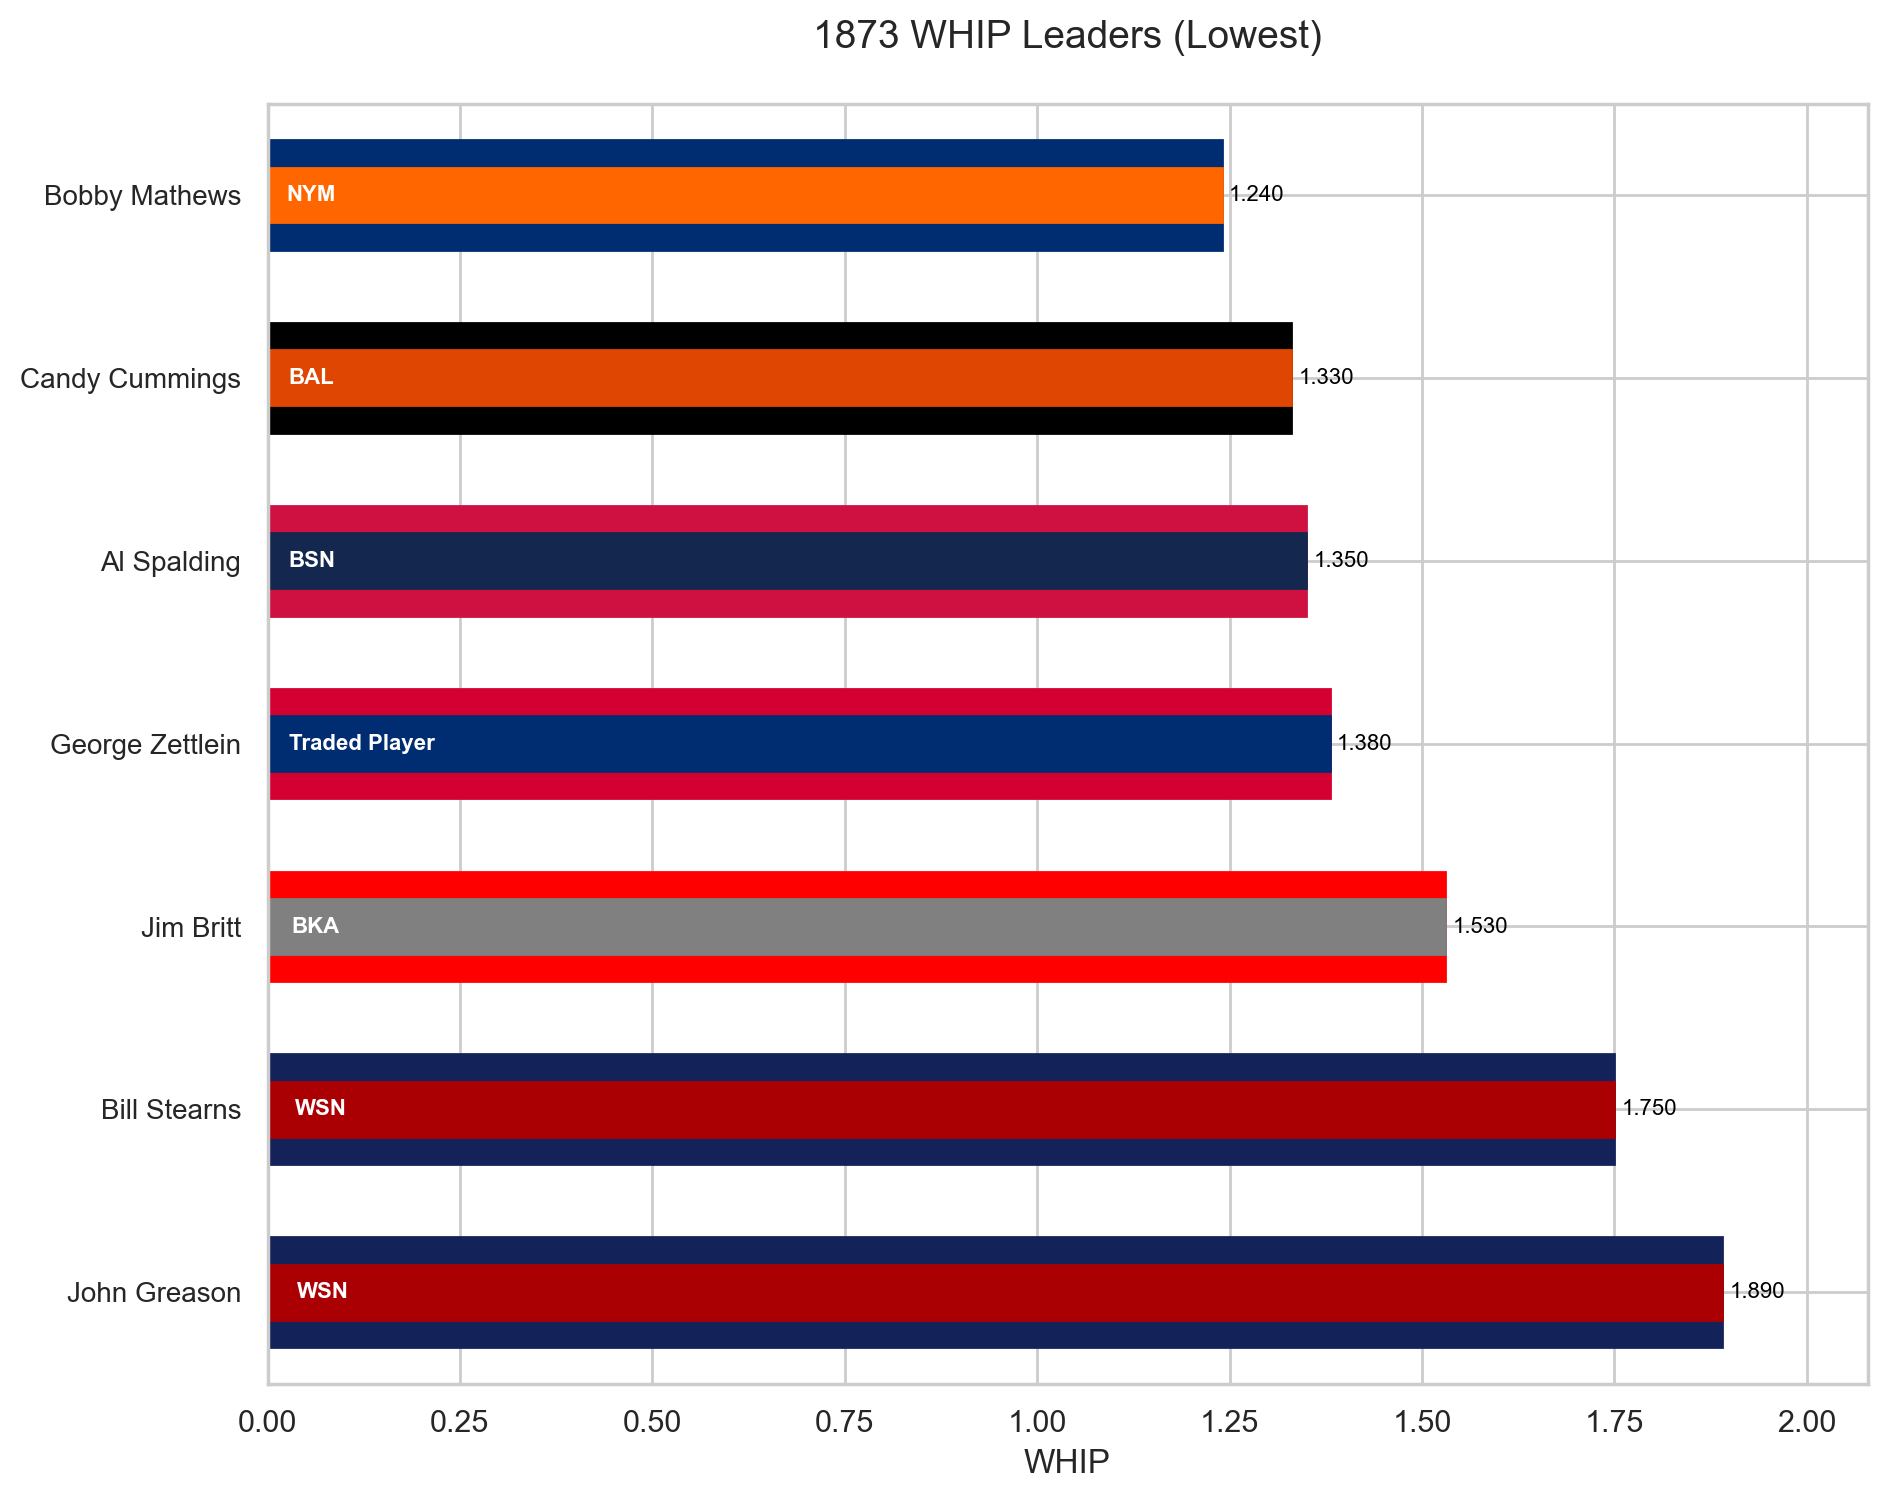 1873 WHIP Leaders (Lowest)
Bobby Mathews
NYM
1.240
Candy Cummings
BAL
1.330
Al Spalding
BSN
1.350
George Zettlein
Traded Player
1.380
Jim Britt
BKA
1.530
Bill Stearns
WSN
1.750
John Greason
WSN
1.890
0.00 0.25 0.50 0.75 1.00 1.25 1.50 1.75 2.00
WHIP